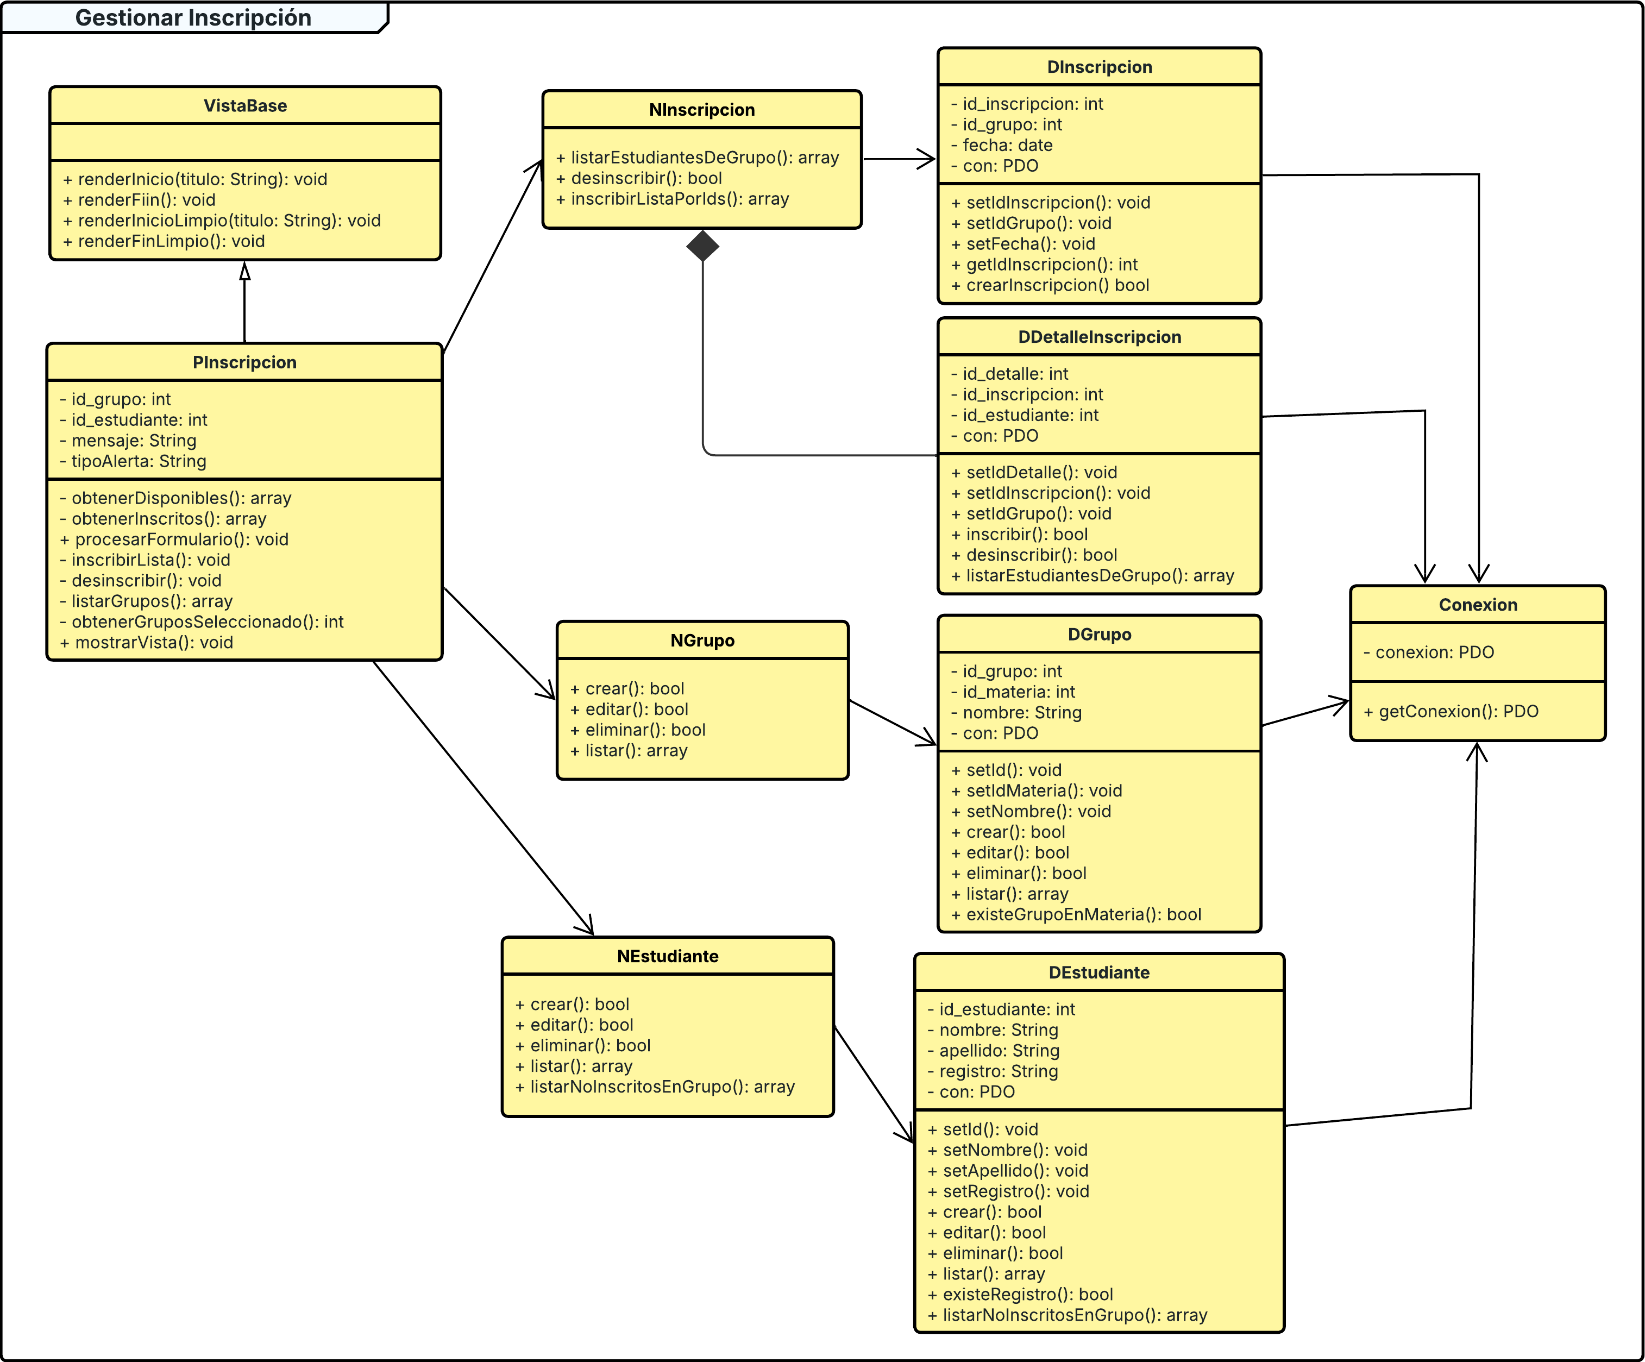 Gestionar Inscripción
VistaBase
+ renderInicio(titulo: String): void
+ renderFiin(): void
+ renderInicioLimpio(titulo: String): void
+ renderFinLimpio(): void
PInscripcion
- id_grupo: int
- id_estudiante: int
- mensaje: String
- tipoAlerta: String
- obtenerDisponibles(): array
- obtenerInscritos(): array
+ procesarFormulario(): void
- inscribirLista(): void
- desinscribir(): void
- listarGrupos(): array
- obtenerGruposSeleccionado(): int
+ mostrarVista(): void
NInscripcion
+ listarEstudiantesDeGrupo(): array
+ desinscribir(): bool
+ inscribirListaPorIds(): array
NGrupo
+ crear(): bool
+ editar(): bool
+ eliminar(): bool
+ listar(): array
NEstudiante
+ crear(): bool
+ editar(): bool
+ eliminar(): bool
+ listar(): array
+ listarNoInscritosEnGrupo(): array
DInscripcion
- id_inscripcion: int
- id_grupo: int
- fecha: date
- con: PDO
+ setIdInscripcion(): void
+ setIdGrupo(): void
+ setFecha(): void
+ getIdInscripcion(): int
+ crearInscripcion() bool
DDetalleInscripcion
- id_detalle: int
- id_inscripcion: int
- id_estudiante: int
- con: PDO
+ setIdDetalle(): void
+ setIdInscripcion(): void
+ setIdGrupo(): void
+ inscribir(): bool
+ desinscribir(): bool
+ listarEstudiantesDeGrupo(): array
DGrupo
- id_grupo: int
- id_materia: int
- nombre: String
- con: PDO
+ setId(): void
+ setIdMateria(): void
+ setNombre(): void
+ crear(): bool
+ editar(): bool
+ eliminar(): bool
+ listar(): array
+ existeGrupoEnMateria(): bool
DEstudiante
- id_estudiante: int
- nombre: String
- apellido: String
- registro: String
- con: PDO
+ setId(): void
+ setNombre(): void
+ setApellido(): void
+ setRegistro(): void
+ crear(): bool
+ editar(): bool
+ eliminar(): bool
+ listar(): array
+ existeRegistro(): bool
+ listarNoInscritosEnGrupo(): array
Conexion
- conexion: PDO
+ getConexion(): PDO